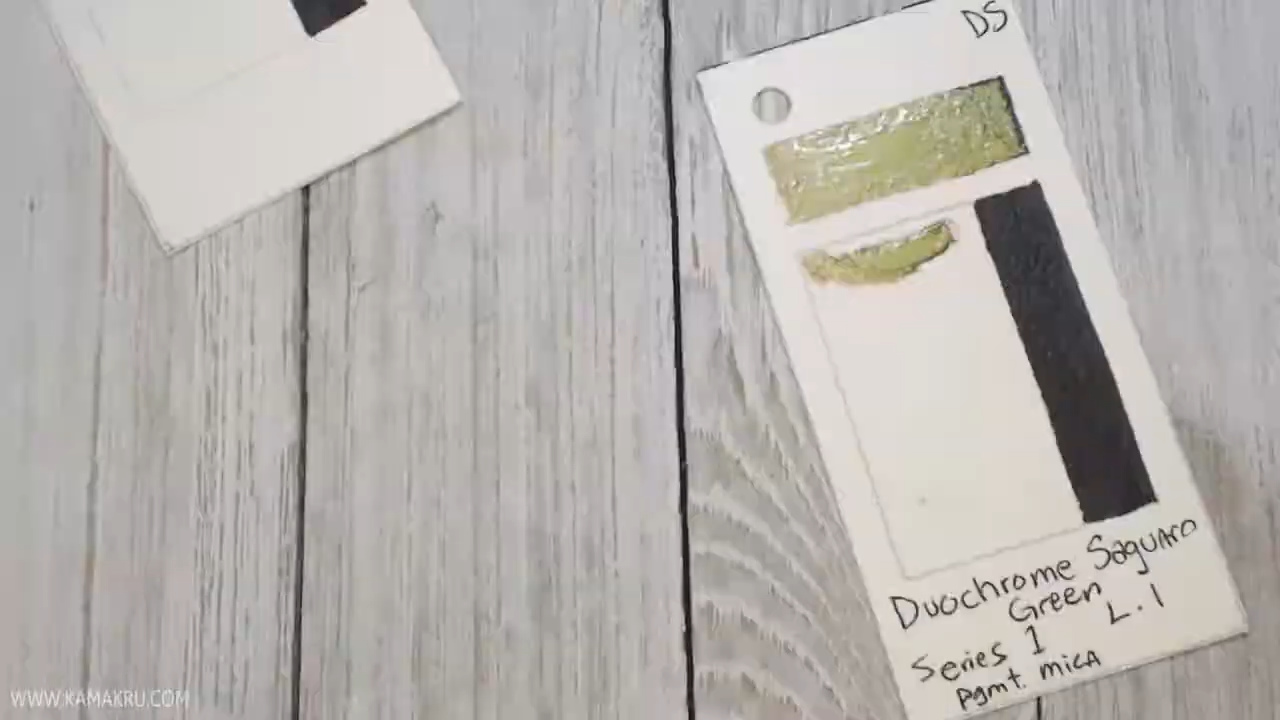 DS
Duochrome Saguaro
Green
L.1
Series 1
Pgmt. mica
WWW.KAMAKRU.COM